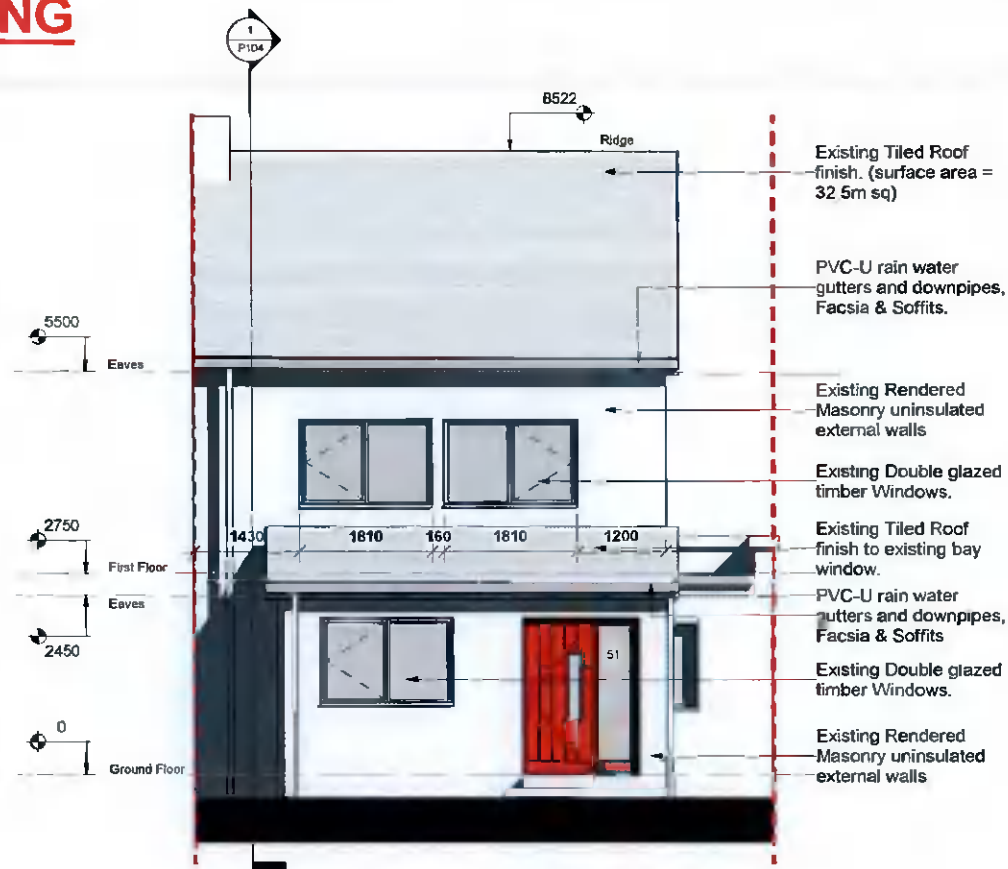 NG
1
P104
8522
Ridge
Existing Tiled Roof
finish. (surface area =
32.5m sq)
PVC-U rain water
gutters and downpipes,
Facsia & Soffits.
5500
Eaves
Existing Rendered
Masonry uninsulated
external walls
Existing Double glazed
timber Windows.
2750
First Floor
1430
1810
160
1810
1200
Existing Tiled Roof
finish to existing bay
window.
Eaves
2450
PVC-U rain water
gutters and downpipes,
Facsia & Soffits
51
Existing Double glazed
timber Windows.
0
Ground Floor
Existing Rendered
Masonry uninsulated
external walls